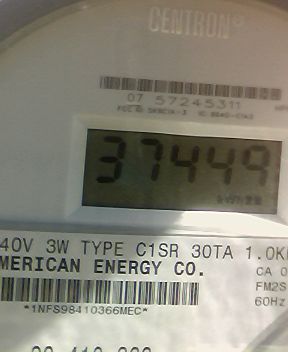 CENTRON®
07 57245311
37449
40V 3W TYPE C1SR 30TA 1.0K
MERICAN ENERGY CO.
CA 0
FM2S
60Hz
*1NFS98410366MEC*